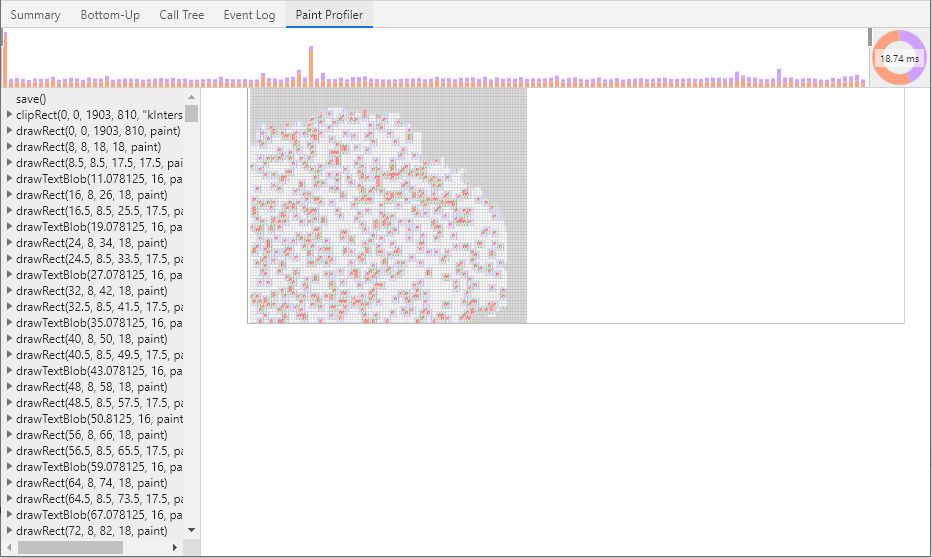 Summary Bottom-Up Call Tree Event Log Paint Profiler
18.74 ms
save()
clipRect(0, 0, 1903, 810, "kInters
drawRect(0, 0, 1903, 810, paint)
drawRect(8, 8, 18, 18, paint)
drawRect(8.5, 8.5, 17.5, 17.5, pai
drawTextBlob(11.078125, 16, pa
drawRect(16, 8, 26, 18, paint)
drawRect(16.5, 8.5, 25.5, 17.5, pa
drawTextBlob(19.078125, 16, pa
drawRect(24, 8, 34, 18, paint)
drawRect(24.5, 8.5, 33.5, 17.5, pa
drawTextBlob(27.078125, 16, pa
drawRect(32, 8, 42, 18, paint)
drawRect(32.5, 8.5, 41.5, 17.5, pa
drawTextBlob(35.078125, 16, pa
drawRect(40, 8, 50, 18, paint)
drawRect(40.5, 8.5, 49.5, 17.5, pa
drawTextBlob(43.078125, 16, pa
drawRect(48, 8, 58, 18, paint)
drawRect(48.5, 8.5, 57.5, 17.5, pa
drawTextBlob(50.8125, 16, paint
drawRect(56, 8, 66, 18, paint)
drawRect(56.5, 8.5, 65.5, 17.5, pa
drawTextBlob(59.078125, 16, pa
drawRect(64, 8, 74, 18, paint)
drawRect(64.5, 8.5, 73.5, 17.5, pa
drawTextBlob(67.078125, 16, pa
drawRect(72, 8, 82, 18, paint)